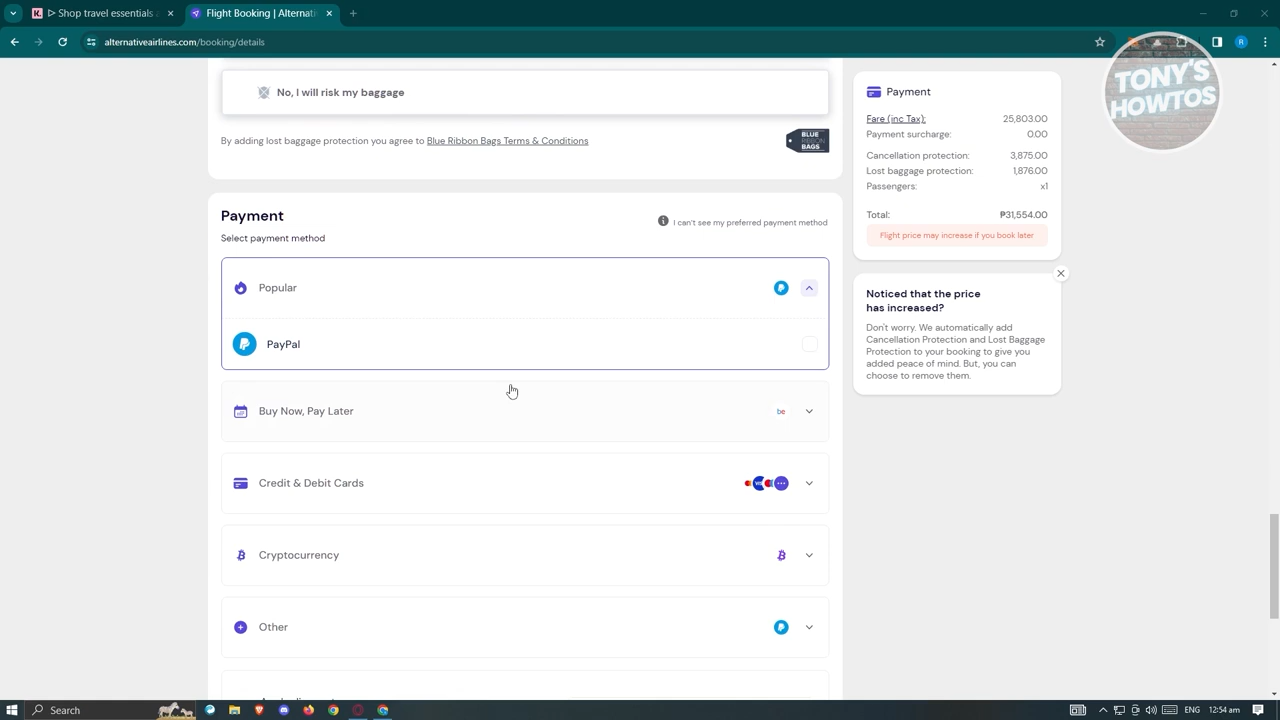 ▷ Shop travel essentials a
Flight Booking | Alternativ
alternativeairlines.com/booking/details
R
TONY'S
HOWTOS
No, I will risk my baggage
By adding lost baggage protection you agree to Blue Ribbon Bags Terms & Conditions
BLUE
RIBBON
BAGS
Payment
I can't see my preferred payment method
Select payment method
Popular
PayPal
Buy Now, Pay Later
be
Credit & Debit Cards
VISA
Cryptocurrency
Other
Payment
Fare (inc Tax): 25,803.00
Payment surcharge: 0.00
Cancellation protection: 3,875.00
Lost baggage protection: 1,876.00
Passengers: x1
Total: ₱31,554.00
Flight price may increase if you book later
Noticed that the price
has increased?
Don't worry. We automatically add
Cancellation Protection and Lost Baggage
Protection to your booking to give you
added peace of mind. But, you can
choose to remove them.
Search
ENG
12:54 am